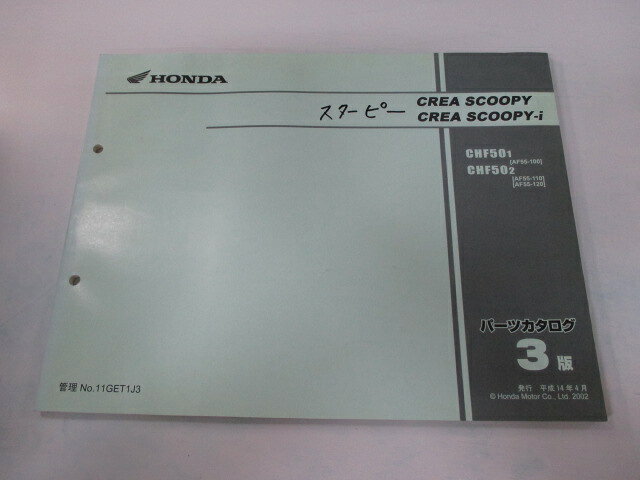 HONDA
CREA SCOOPY
スターピー CREA SCOOPY-i
CHF501
[AF55-100]
CHF502
[AF55-110]
[AF55-120]
パーツカタログ
3版
発行 平成14年4月
© Honda Motor Co., Ltd. 2002
管理 No.11GET1J3